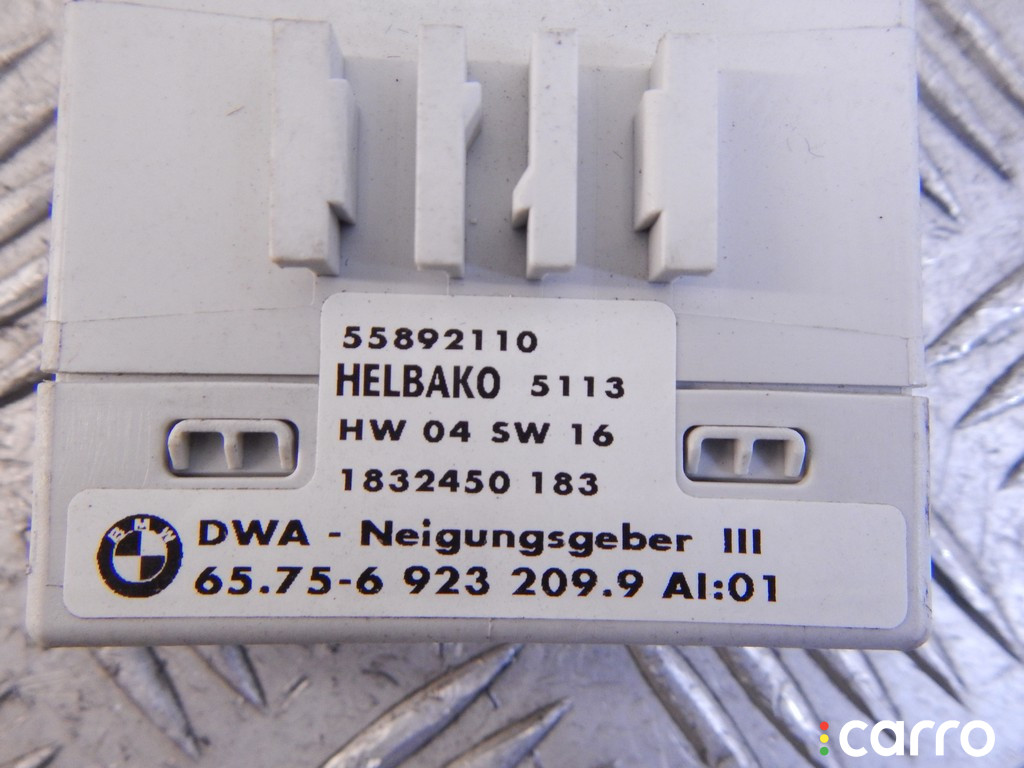 55892110
HELBAKO 5113
HW 04 SW 16
1832450 183
BMW
DWA - Neigungsgeber III
65.75-6 923 209.9 AI:01
carro